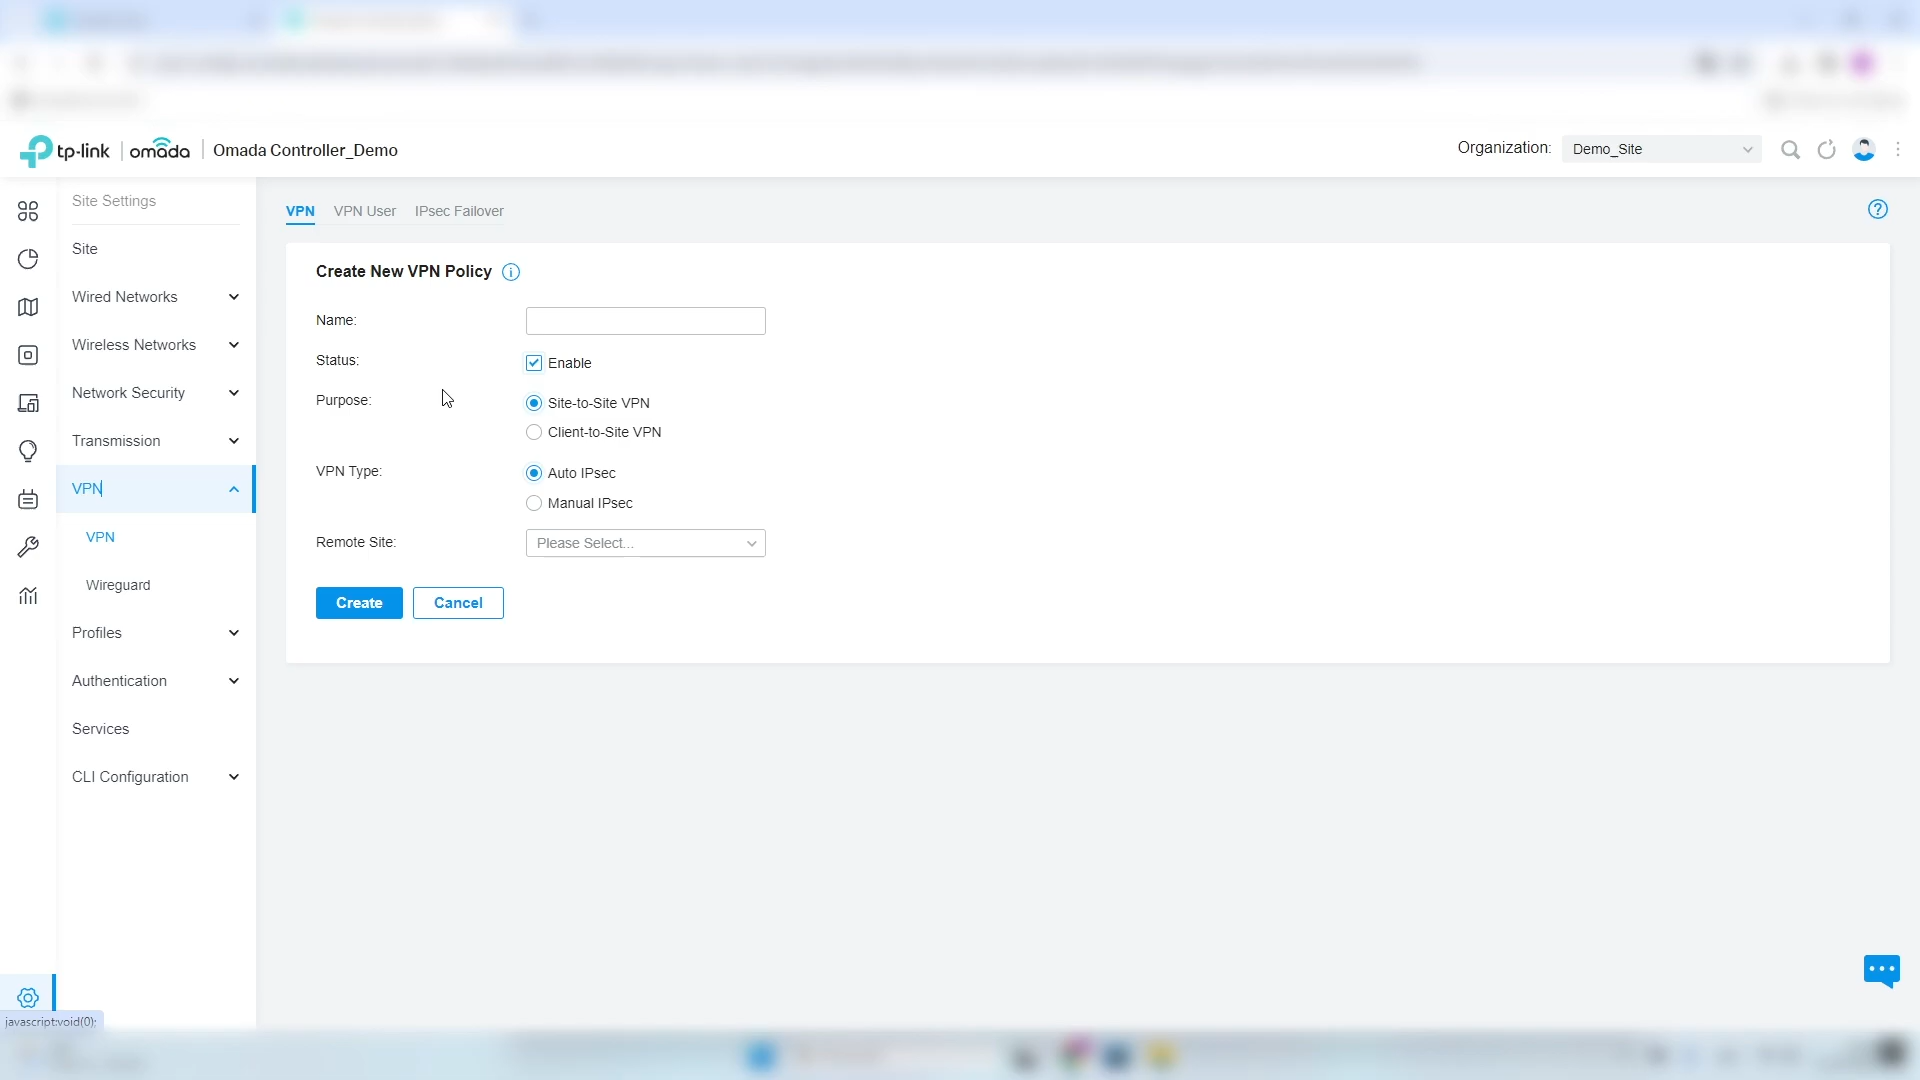 tp-link | omada | Omada Controller_Demo
Organization: Demo_Site
Site Settings
Site
Wired Networks
Wireless Networks
Network Security
Transmission
VPN
VPN
Wireguard
Profiles
Authentication
Services
CLI Configuration
javascript:void(0);
VPN VPN User IPsec Failover
Create New VPN Policy
Name:
Status: Enable
Purpose: Site-to-Site VPN
Client-to-Site VPN
VPN Type: Auto IPsec
Manual IPsec
Remote Site: Please Select...
Create Cancel